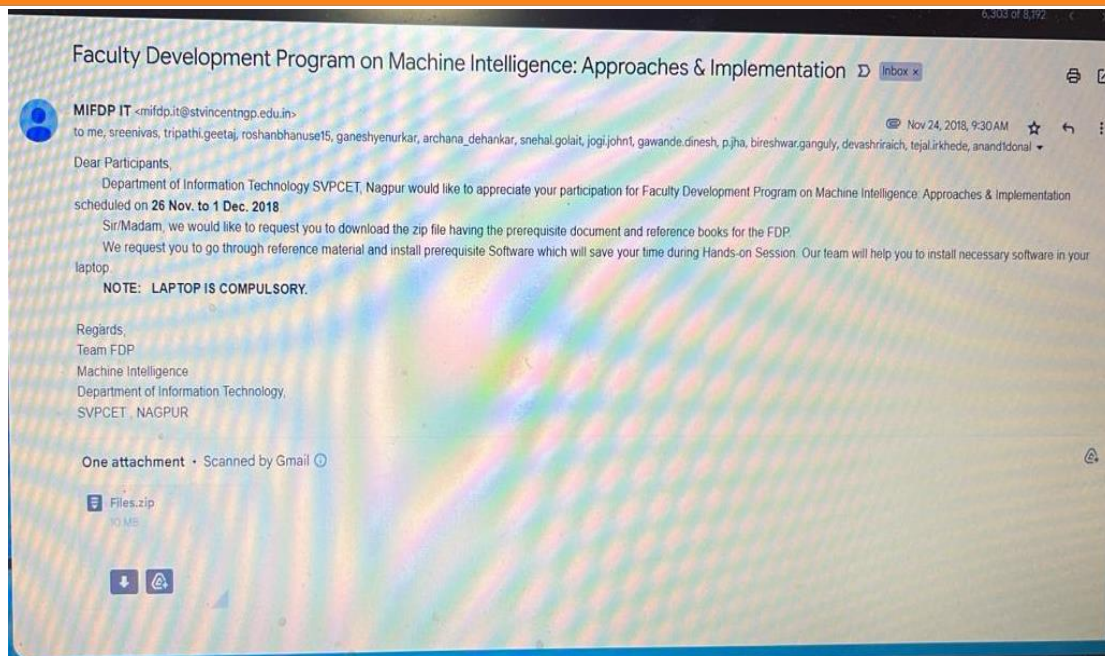 6,303 of 8,192
Faculty Development Program on Machine Intelligence: Approaches & Implementation Inbox x
MIFDP IT <mifdp.it@stvincentngp.edu.in>
Nov 24, 2018, 9:30 AM
to me, sreenivas, tripathi.geetaj, roshanbhanuse15, ganeshyenurkar, archana_dehankar, snehal.golait, jogi.john1, gawande.dinesh, p.jha, bireshwar.ganguly, devashriraich, tejal.irkhede, anand1donal
Dear Participants,
Department of Information Technology SVPCET, Nagpur would like to appreciate your participation for Faculty Development Program on Machine Intelligence: Approaches & Implementation
scheduled on 26 Nov. to 1 Dec. 2018.
Sir/Madam, we would like to request you to download the zip file having the prerequisite document and reference books for the FDP.
We request you to go through reference material and install prerequisite Software which will save your time during Hands-on Session. Our team will help you to install necessary software in your
laptop.
NOTE: LAPTOP IS COMPULSORY.
Regards,
Team FDP
Machine Intelligence
Department of Information Technology,
SVPCET , NAGPUR
One attachment • Scanned by Gmail
Files.zip
10 MB